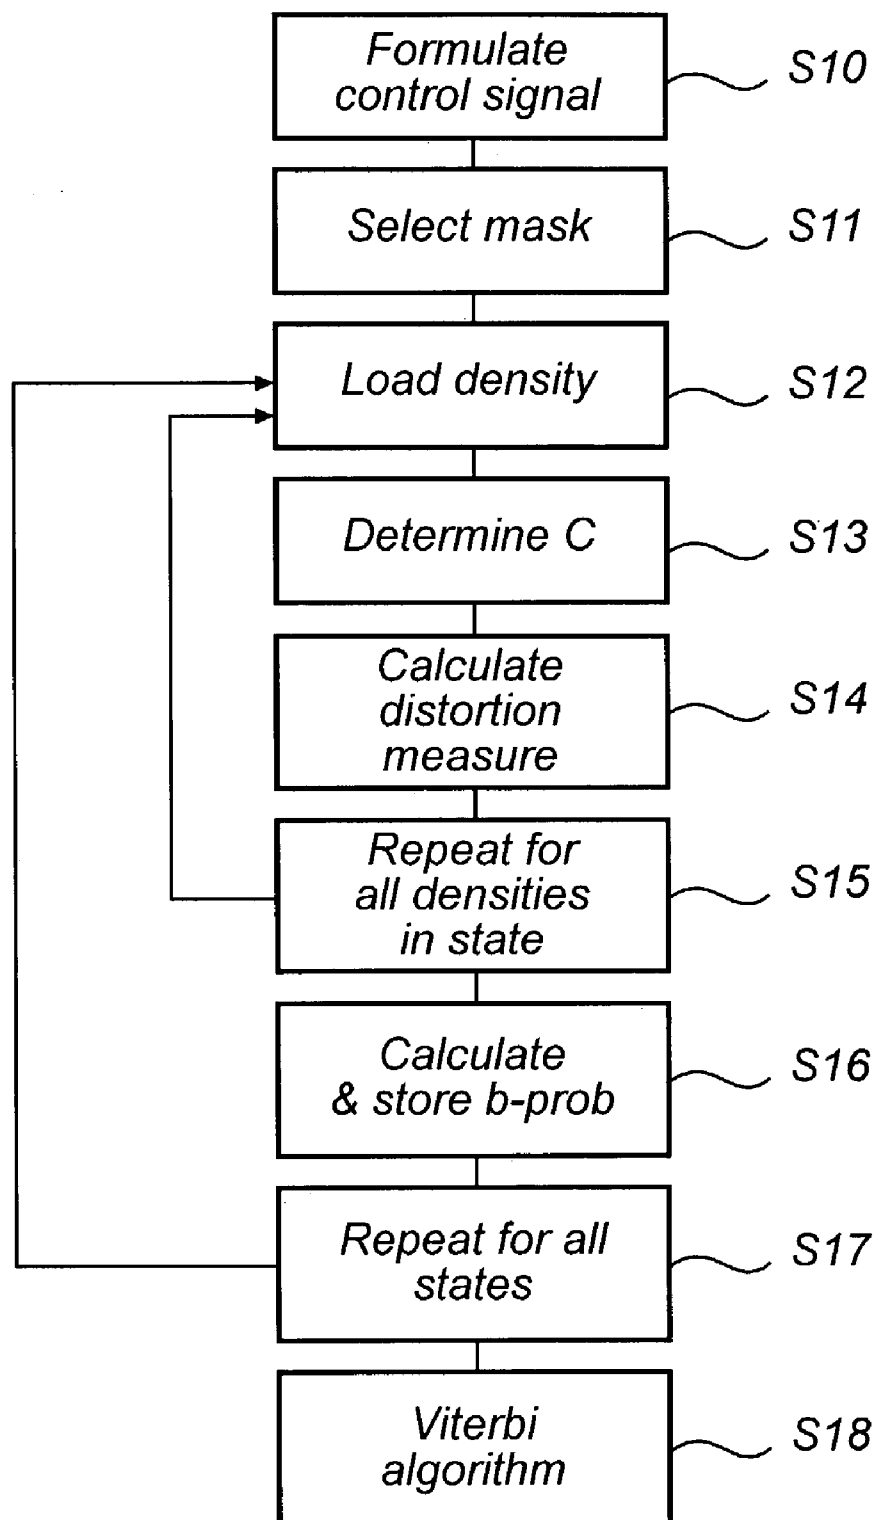 Formulate
control signal
S10
Select mask
S11
Load density
S12
Determine C
S13
Calculate
distortion
measure
S14
Repeat for
all densities
in state
S15
Calculate
& store b-prob
S16
Repeat for all
states
S17
Viterbi
algorithm
S18